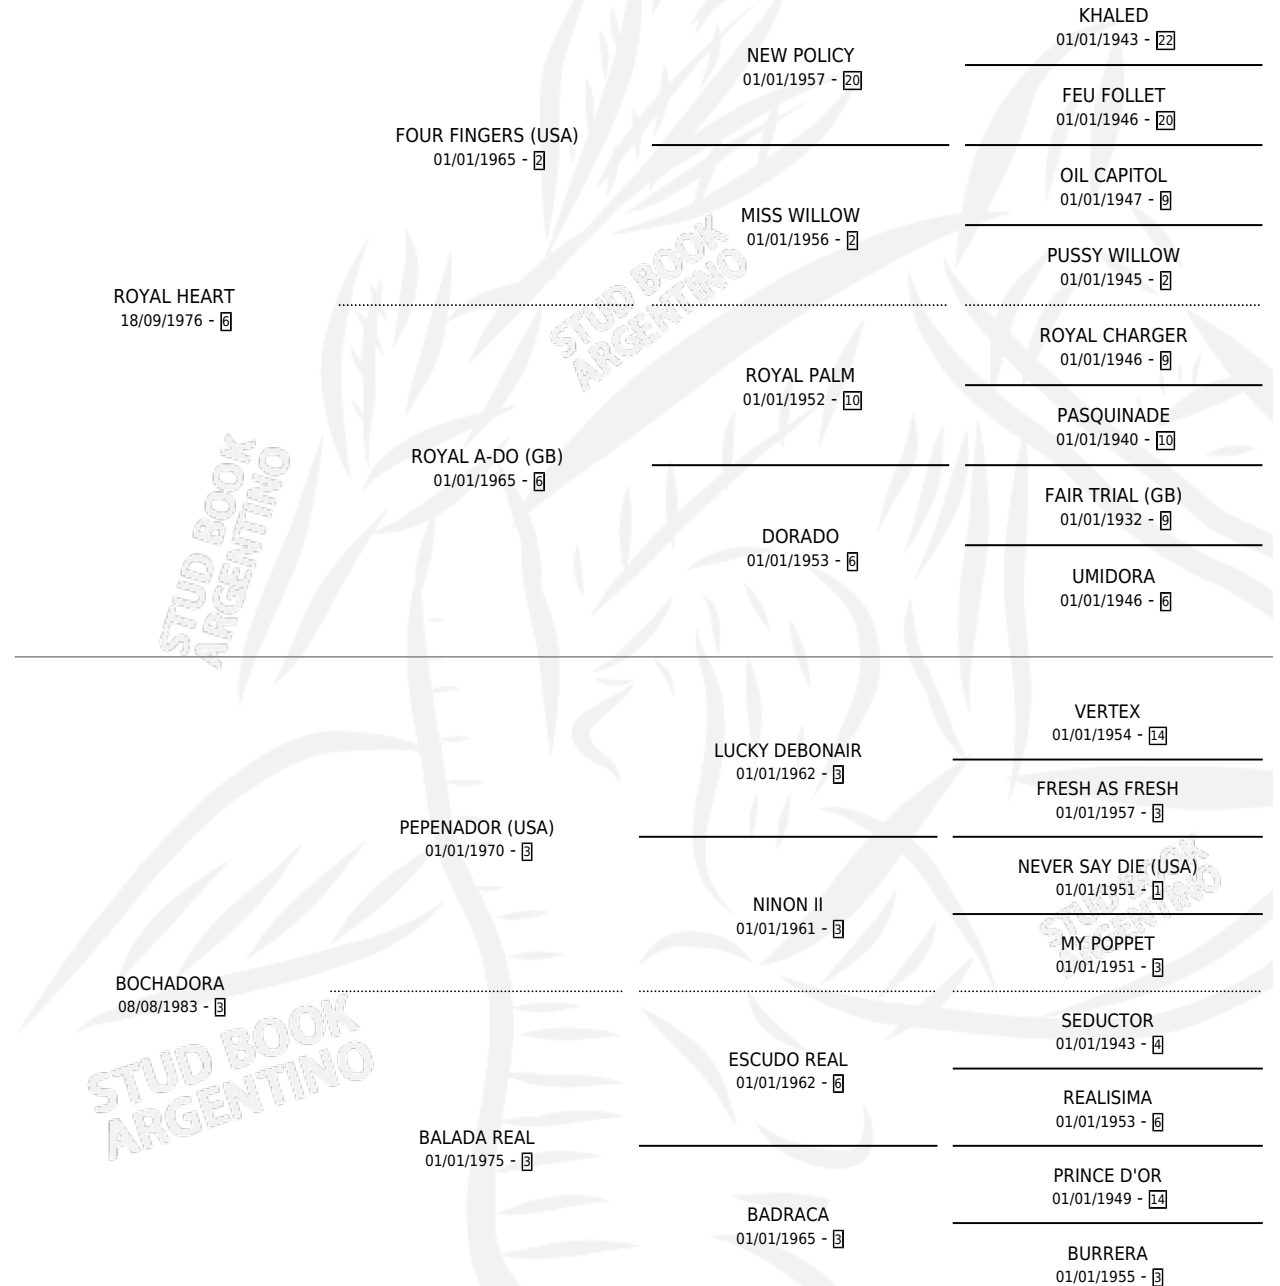 KHALED
01/01/1943 - 22
NEW POLICY
01/01/1957 - 20
FEU FOLLET
01/01/1946 - 20
FOUR FINGERS (USA)
01/01/1965 - 2
OIL CAPITOL
01/01/1947 - 9
MISS WILLOW
01/01/1956 - 2
PUSSY WILLOW
01/01/1945 - 2
ROYAL HEART
18/09/1976 - 6
STUD BOOK
ARGENTINO
ROYAL CHARGER
01/01/1946 - 9
ROYAL PALM
01/01/1952 - 10
PASQUINADE
01/01/1940 - 10
ROYAL A-DO (GB)
01/01/1965 - 6
FAIR TRIAL (GB)
01/01/1932 - 9
DORADO
01/01/1953 - 6
UMIDORA
01/01/1946 - 6
STUD BOOK
ARGENTINO
VERTEX
01/01/1954 - 14
LUCKY DEBONAIR
01/01/1962 - 3
FRESH AS FRESH
01/01/1957 - 3
PEPENADOR (USA)
01/01/1970 - 3
NEVER SAY DIE (USA)
01/01/1951 - 1
NINON II
01/01/1961 - 3
STUD BOOK
ARGENTINO
MY POPPET
01/01/1951 - 3
BOCHADORA
08/08/1983 - 3
SEDUCTOR
01/01/1943 - 4
ESCUDO REAL
01/01/1962 - 6
REALISIMA
01/01/1953 - 6
STUD BOOK
ARGENTINO
BALADA REAL
01/01/1975 - 3
PRINCE D'OR
01/01/1949 - 14
BADRACA
01/01/1965 - 3
BURRERA
01/01/1955 - 3